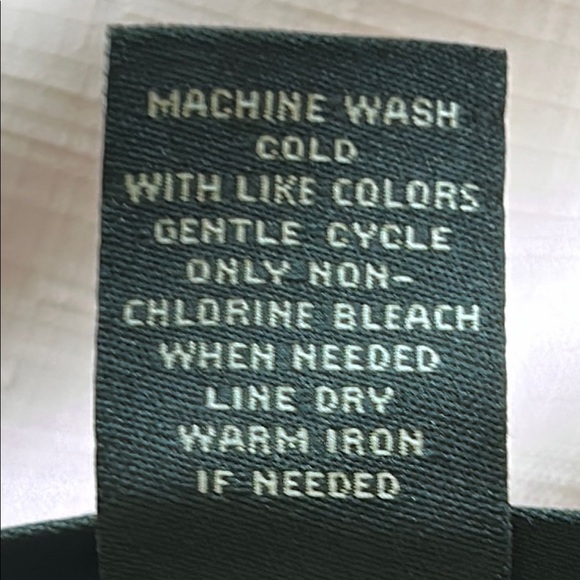 MACHINE WASH
COLD
WITH LIKE COLORS
GENTLE CYCLE
ONLY NON-
CHLORINE BLEACH
WHEN NEEDED
LINE DRY
WARM IRON
IF NEEDED